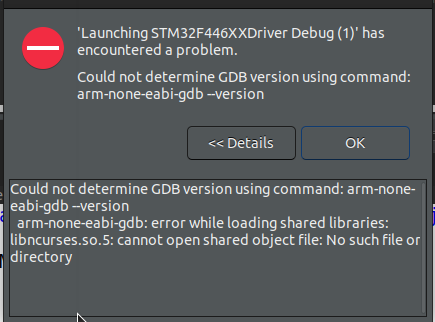 'Launching STM32F446XXDriver Debug (1)' has
encountered a problem.
Could not determine GDB version using command:
arm-none-eabi-gdb --version
<< Details
OK
Could not determine GDB version using command: arm-none-
eabi-gdb --version
arm-none-eabi-gdb: error while loading shared libraries:
libncurses.so.5: cannot open shared object file: No such file or
directory